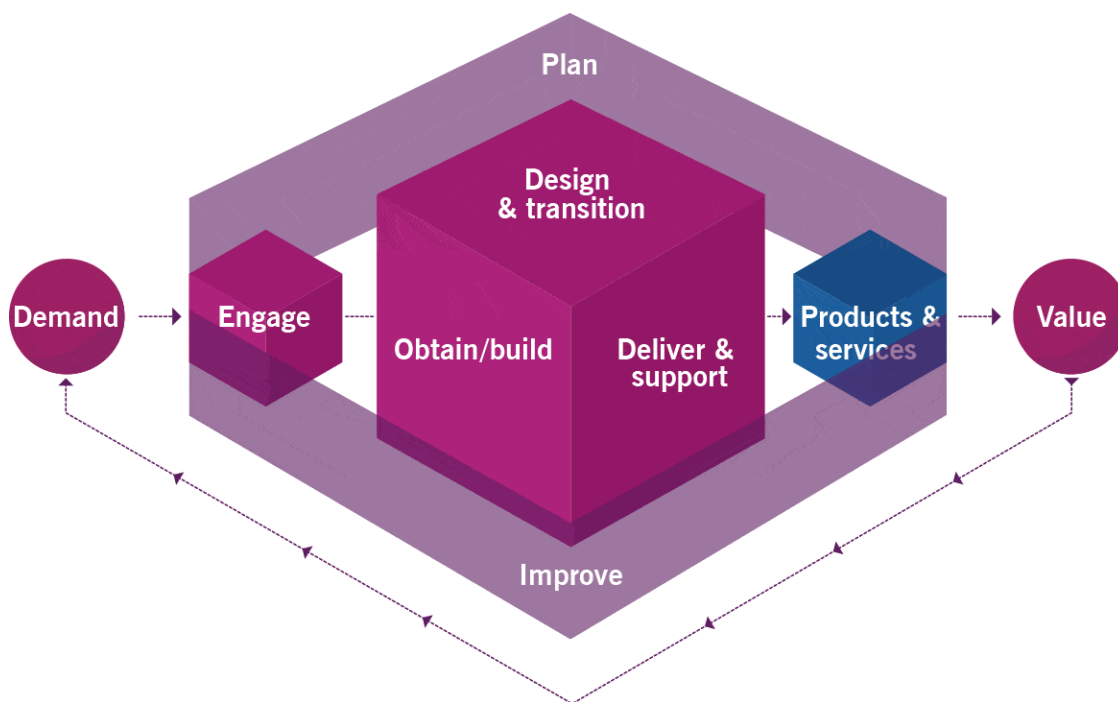 Plan
Design
& transition
Demand
Engage
Obtain/build
Deliver &
support
Products &
services
Value
Improve